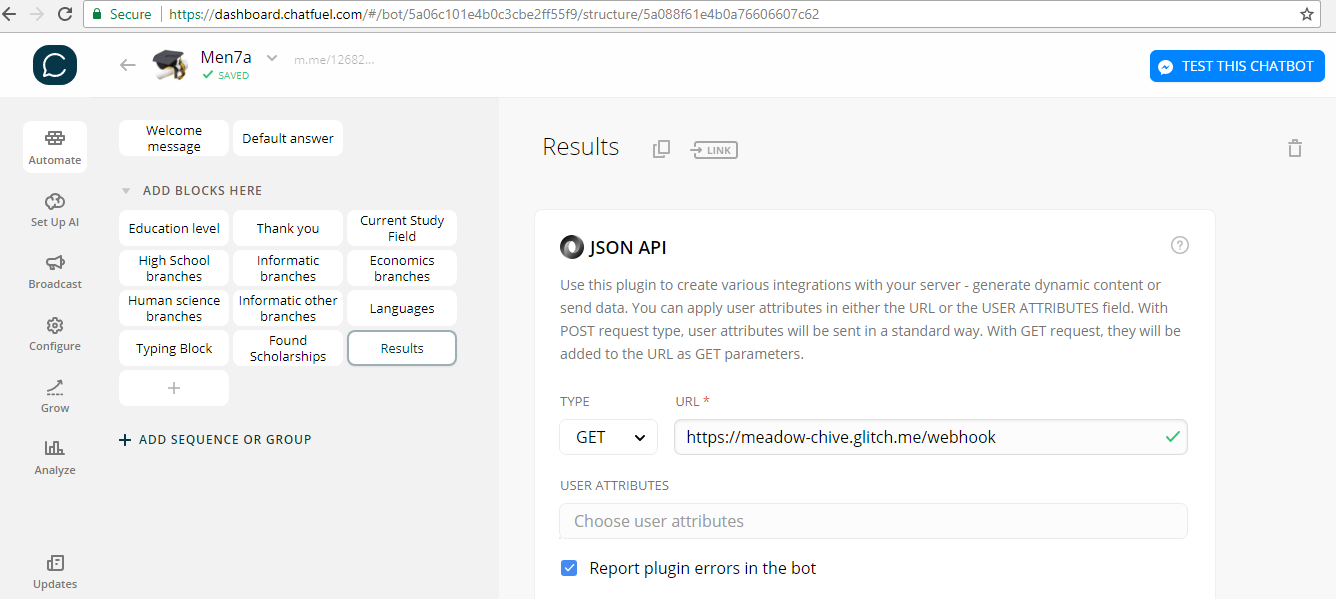 Secure
https://dashboard.chatfuel.com/#/bot/5a06c101e4b0c3cbe2ff55f9/structure/5a088f61e4b0a76606607c62
Men7a
m.me/12682...
SAVED
TEST THIS CHATBOT
Automate
Set Up AI
Broadcast
Configure
Grow
Analyze
Updates
Welcome
message
Default answer
ADD BLOCKS HERE
Education level
Thank you
Current Study
Field
High School
branches
Informatic
branches
Economics
branches
Human science
branches
Informatic other
branches
Languages
Typing Block
Found
Scholarships
Results
+
+ ADD SEQUENCE OR GROUP
Results
LINK
JSON API
?
Use this plugin to create various integrations with your server - generate dynamic content or
send data. You can apply user attributes in either the URL or the USER ATTRIBUTES field. With
POST request type, user attributes will be sent in a standard way. With GET request, they will be
added to the URL as GET parameters.
TYPE
URL *
GET
https://meadow-chive.glitch.me/webhook
USER ATTRIBUTES
Choose user attributes
Report plugin errors in the bot